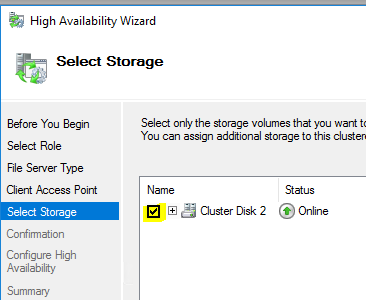 High Availability Wizard
Select Storage
Before You Begin
Select Role
File Server Type
Client Access Point
Select Storage
Confirmation
Configure High
Availability
Summary
Select only the storage volumes that you want to
You can assign additional storage to this cluster
Name Status
Cluster Disk 2 Online